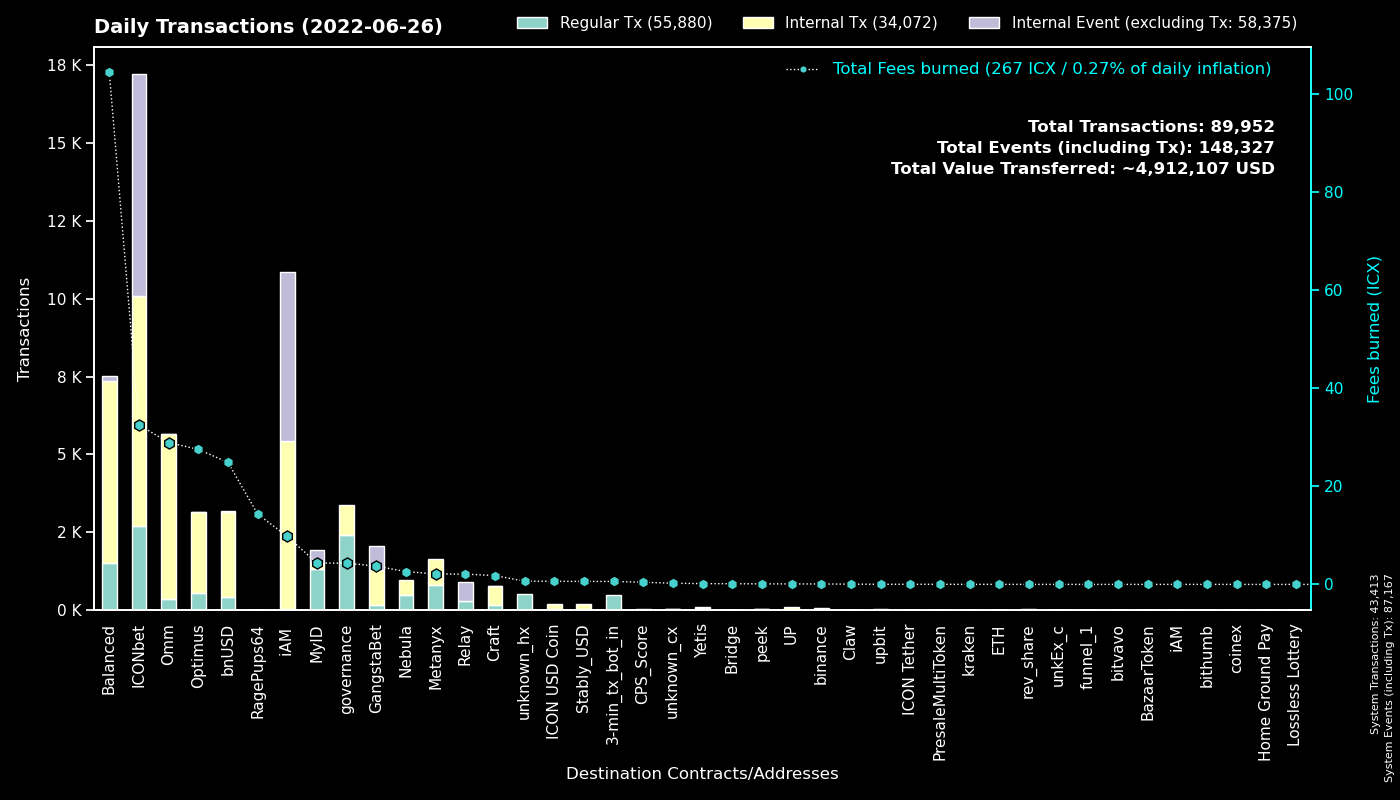 Daily Transactions (2022-06-26)
Regular Tx (55,880)
Internal Tx (34,072)
Internal Event (excluding Tx: 58,375)
Total Fees burned (267 ICX / 0.27% of daily inflation)
Total Transactions: 89,952
Total Events (including Tx): 148,327
Total Value Transferred: ~4,912,107 USD
Transactions
18 K
15 K
12 K
10 K
8 K
5 K
2 K
0 K
100
80
60
40
20
0
Fees burned (ICX)
Balanced
ICONbet
Omm
Optimus
bnUSD
RagePups64
iAM
MyID
governance
GangstaBet
Nebula
Metanyx
Relay
Craft
unknown_hx
ICON USD Coin
Stably_USD
3-min_tx_bot_in
CPS_Score
unknown_cx
Yetis
Bridge
peek
UP
binance
Claw
upbit
ICON Tether
PresaleMultiToken
kraken
ETH
rev_share
unkEx_c
funnel_1
bitvavo
BazaarToken
iAM
bithumb
coinex
Home Ground Pay
Lossless Lottery
Destination Contracts/Addresses
System Transactions: 43,413
System Events (including Tx): 87,167